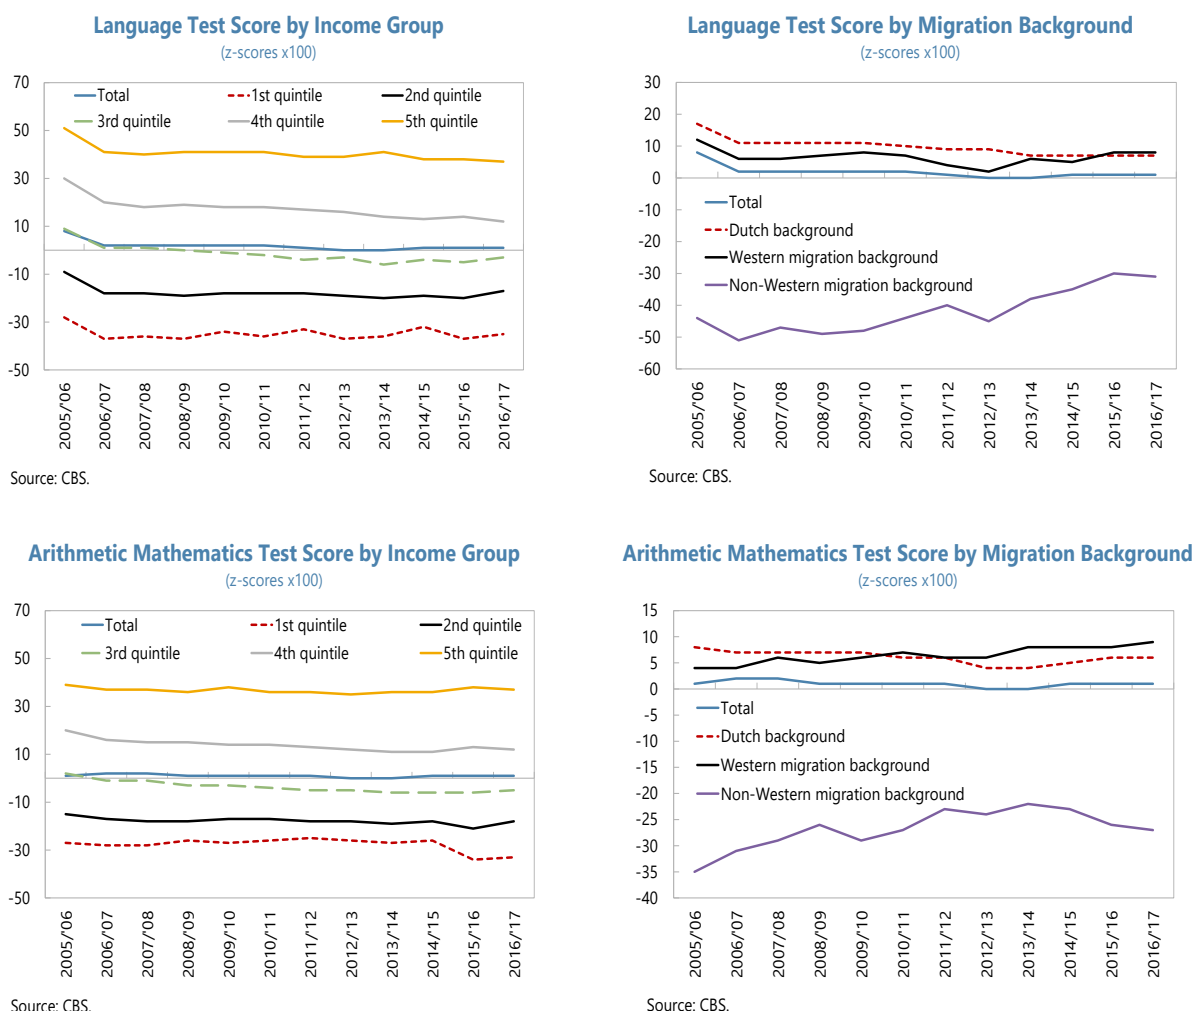 Language Test Score by Income Group
(z-scores x100)
70
50
30
10
-10
-30
-50
Total
1st quintile
2nd quintile
3rd quintile
4th quintile
5th quintile
2005/'06
2006/'07
2007/'08
2008/'09
2009/'10
2010/'11
2011/'12
2012/'13
2013/'14
2014/'15
2015/'16
2016/'17
Source: CBS.
Language Test Score by Migration Background
(z-scores x100)
30
20
10
0
-10
-20
-30
-40
-50
-60
Total
Dutch background
Western migration background
Non-Western migration background
2005/'06
2006/'07
2007/'08
2008/'09
2009/'10
2010/'11
2011/'12
2012/'13
2013/'14
2014/'15
2015/'16
2016/'17
Source: CBS.
Arithmetic Mathematics Test Score by Income Group
(z-scores x100)
70
50
30
10
-10
-30
-50
Total
1st quintile
2nd quintile
3rd quintile
4th quintile
5th quintile
2005/'06
2006/'07
2007/'08
2008/'09
2009/'10
2010/'11
2011/'12
2012/'13
2013/'14
2014/'15
2015/'16
2016/'17
Source: CBS.
Arithmetic Mathematics Test Score by Migration Background
(z-scores x100)
15
10
5
0
-5
-10
-15
-20
-25
-30
-35
-40
Total
Dutch background
Western migration background
Non-Western migration background
2005/'06
2006/'07
2007/'08
2008/'09
2009/'10
2010/'11
2011/'12
2012/'13
2013/'14
2014/'15
2015/'16
2016/'17
Source: CBS.